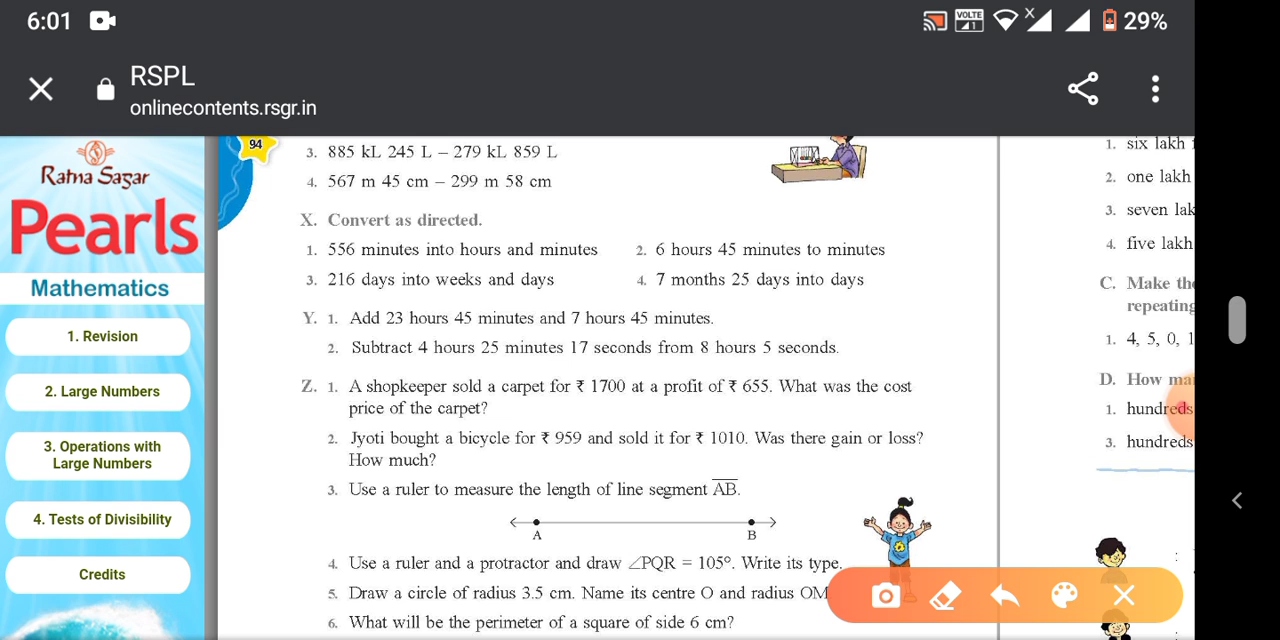 6:01
VOLTE
1
X
29%
RSPL
onlinecontents.rsgr.in
Ratna Sagar
Pearls
Mathematics
1. Revision
2. Large Numbers
3. Operations with
Large Numbers
4. Tests of Divisibility
Credits
94
3. 885 kL 245 L – 279 kL 859 L
4. 567 m 45 cm – 299 m 58 cm
X. Convert as directed.
1. 556 minutes into hours and minutes 2. 6 hours 45 minutes to minutes
3. 216 days into weeks and days 4. 7 months 25 days into days
Y. 1. Add 23 hours 45 minutes and 7 hours 45 minutes.
2. Subtract 4 hours 25 minutes 17 seconds from 8 hours 5 seconds.
Z. 1. A shopkeeper sold a carpet for ₹ 1700 at a profit of ₹ 655. What was the cost
price of the carpet?
2. Jyoti bought a bicycle for ₹ 959 and sold it for ₹ 1010. Was there gain or loss?
How much?
3. Use a ruler to measure the length of line segment A̅B̅.
A B
4. Use a ruler and a protractor and draw ∠PQR = 105°. Write its type.
5. Draw a circle of radius 3.5 cm. Name its centre O and radius OM
6. What will be the perimeter of a square of side 6 cm?
1. six lakh
2. one lakh
3. seven lak
4. five lakh
C. Make the
repeating
1. 4, 5, 0, 1
D. How ma
1. hundreds
3. hundreds